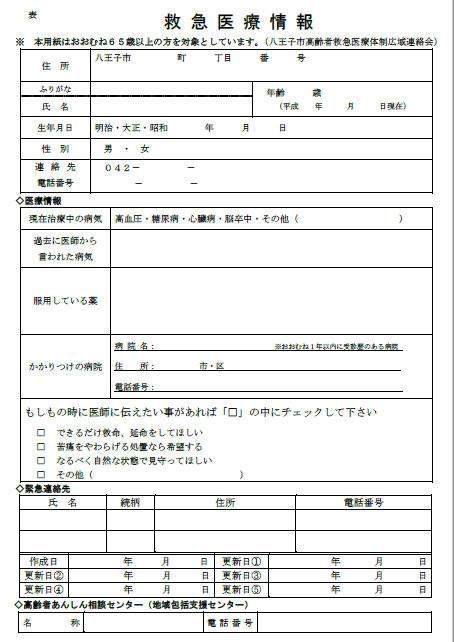 表
救急医療情報
※ 本用紙はおおむね６５歳以上の方を対象としています。（八王子市高齢者救急医療体制広域連絡会）
住 所 八王子市 町 丁目 番 号
ふりがな
氏 名
年齢 歳
（平成 年 月 日現在）
生年月日 明治・大正・昭和 年 月 日
性 別 男 ・ 女
連 絡 先 ０４２－ －
電話番号 － －
◇医療情報
現在治療中の病気 高血圧・糖尿病・心臓病・脳卒中・その他（ ）
過去に医師から
言われた病気
服用している薬
かかりつけの病院
病 院 名： ※おおむね１年以内に受診歴のある病院
住 所： 市・区
電話番号：
もしもの時に医師に伝えたい事があれば「□」の中にチェックして下さい
□ できるだけ救命、延命をしてほしい
□ 苦痛をやわらげる処置なら希望する
□ なるべく自然な状態で見守ってほしい
□ その他（ ）
◇緊急連絡先
氏 名 続柄 住所 電話番号
作成日 年 月 日 更新日① 年 月 日
更新日② 年 月 日 更新日③ 年 月 日
更新日④ 年 月 日 更新日⑤ 年 月 日
◇高齢者あんしん相談センター（地域包括支援センター）
名 称 電話番号